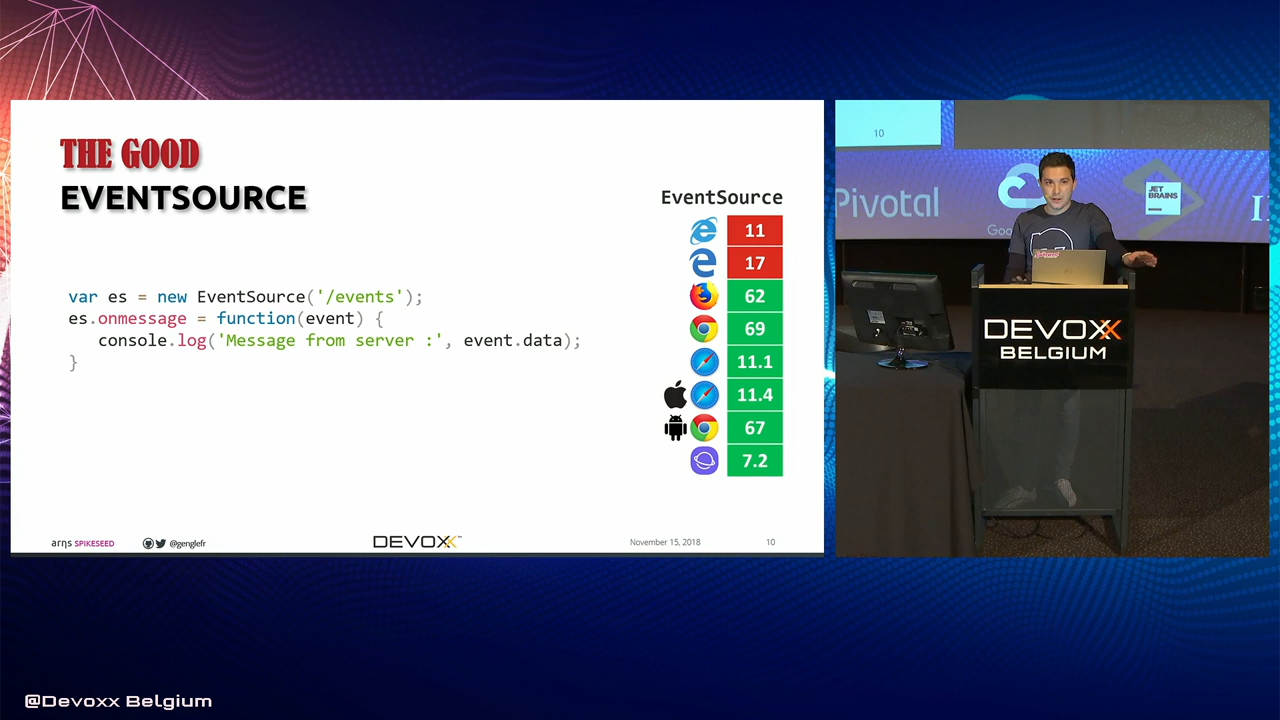 THE GOOD
EVENTSOURCE
var es = new EventSource('/events');
es.onmessage = function(event) {
console.log('Message from server :', event.data);
}
EventSource
11
17
62
69
11.1
11.4
67
7.2
arηs SPIKESEED
@genglefr
DEVOXX™
November 15, 2018
10
10
Pivotal
JET
BRAINS
DEVOXX
BELGIUM
@Devoxx Belgium